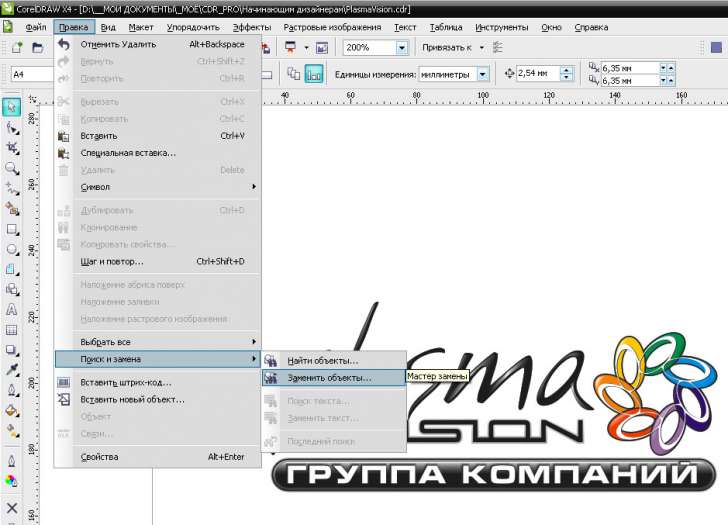 CorelDRAW X4 - [D:\__МОИ ДОКУМЕНТЫ\_MOE\CDR_PRO\Начинающим дизайнерам\PlasmaVision.cdr]
Файл Правка Вид Макет Упорядочить Эффекты Растровые изображения Текст Таблица Инструменты Окно Справка
200% Привязать к
A4 Единицы измерения: миллиметры 2,54 мм 6,35 мм
6,35 мм
40 60 80 100 120 140 160
Отменить Удалить Alt+Backspace
Вернуть Ctrl+Shift+Z
Повторить Ctrl+R
Вырезать Ctrl+X
Копировать Ctrl+C
Вставить Ctrl+V
Специальная вставка...
Удалить Delete
Символ
Дублировать Ctrl+D
Клонирование
Копировать свойства...
Шаг и повтор... Ctrl+Shift+D
Наложение абриса поверх
Наложение заливки
Наложение растрового изображения
Выбрать все
Поиск и замена
Вставить штрих-код...
Вставить новый объект...
Объект
Связи...
Свойства Alt+Enter
Найти объекты...
Заменить объекты...
Поиск текста...
Заменить текст...
Последний поиск
Мастер замены
280
260
240
220
200
180
160
ГРУППА КОМПАНИЙ